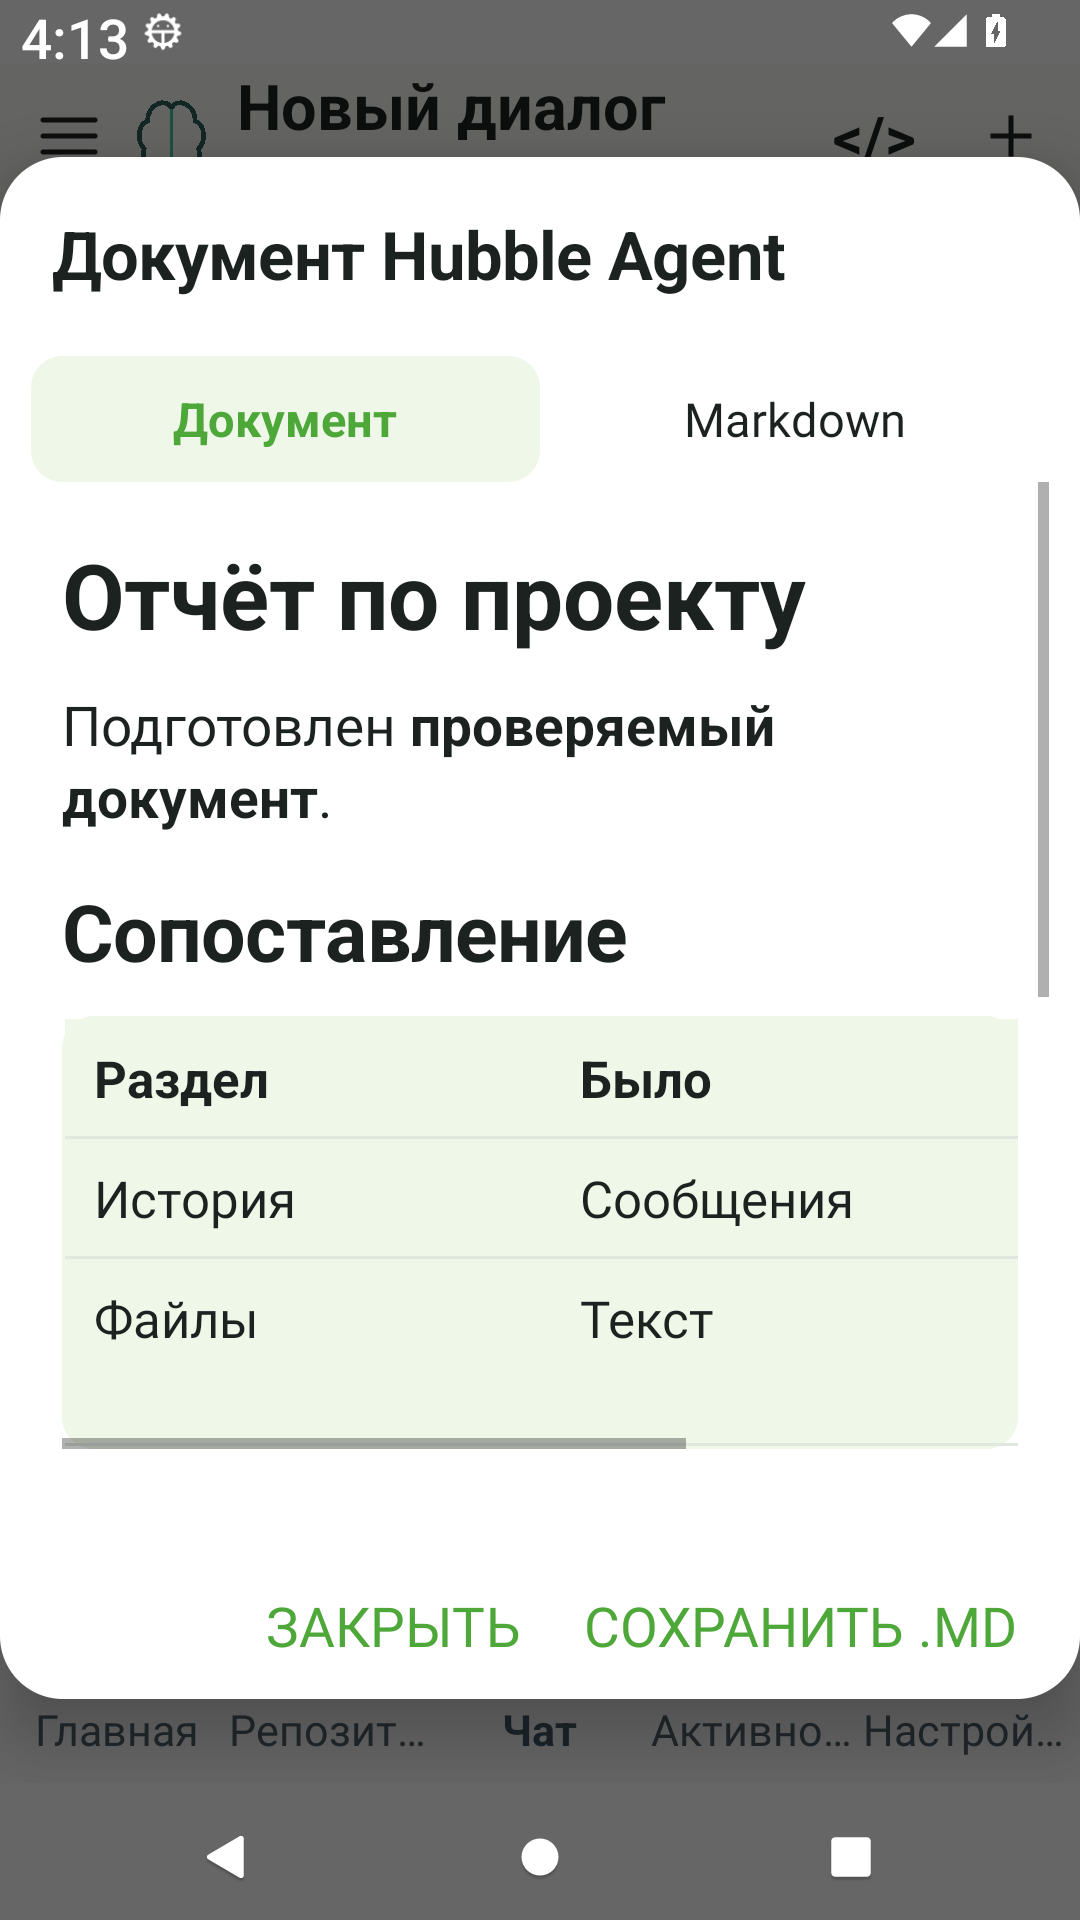 4:13
Новый диалог
</>
+
Документ Hubble Agent
Документ
Markdown
Отчёт по проекту
Подготовлен проверяемый
документ.
Сопоставление
Раздел Было
История Сообщения
Файлы Текст
ЗАКРЫТЬ СОХРАНИТЬ .MD
Главная Репозит... Чат Активно... Настрой...